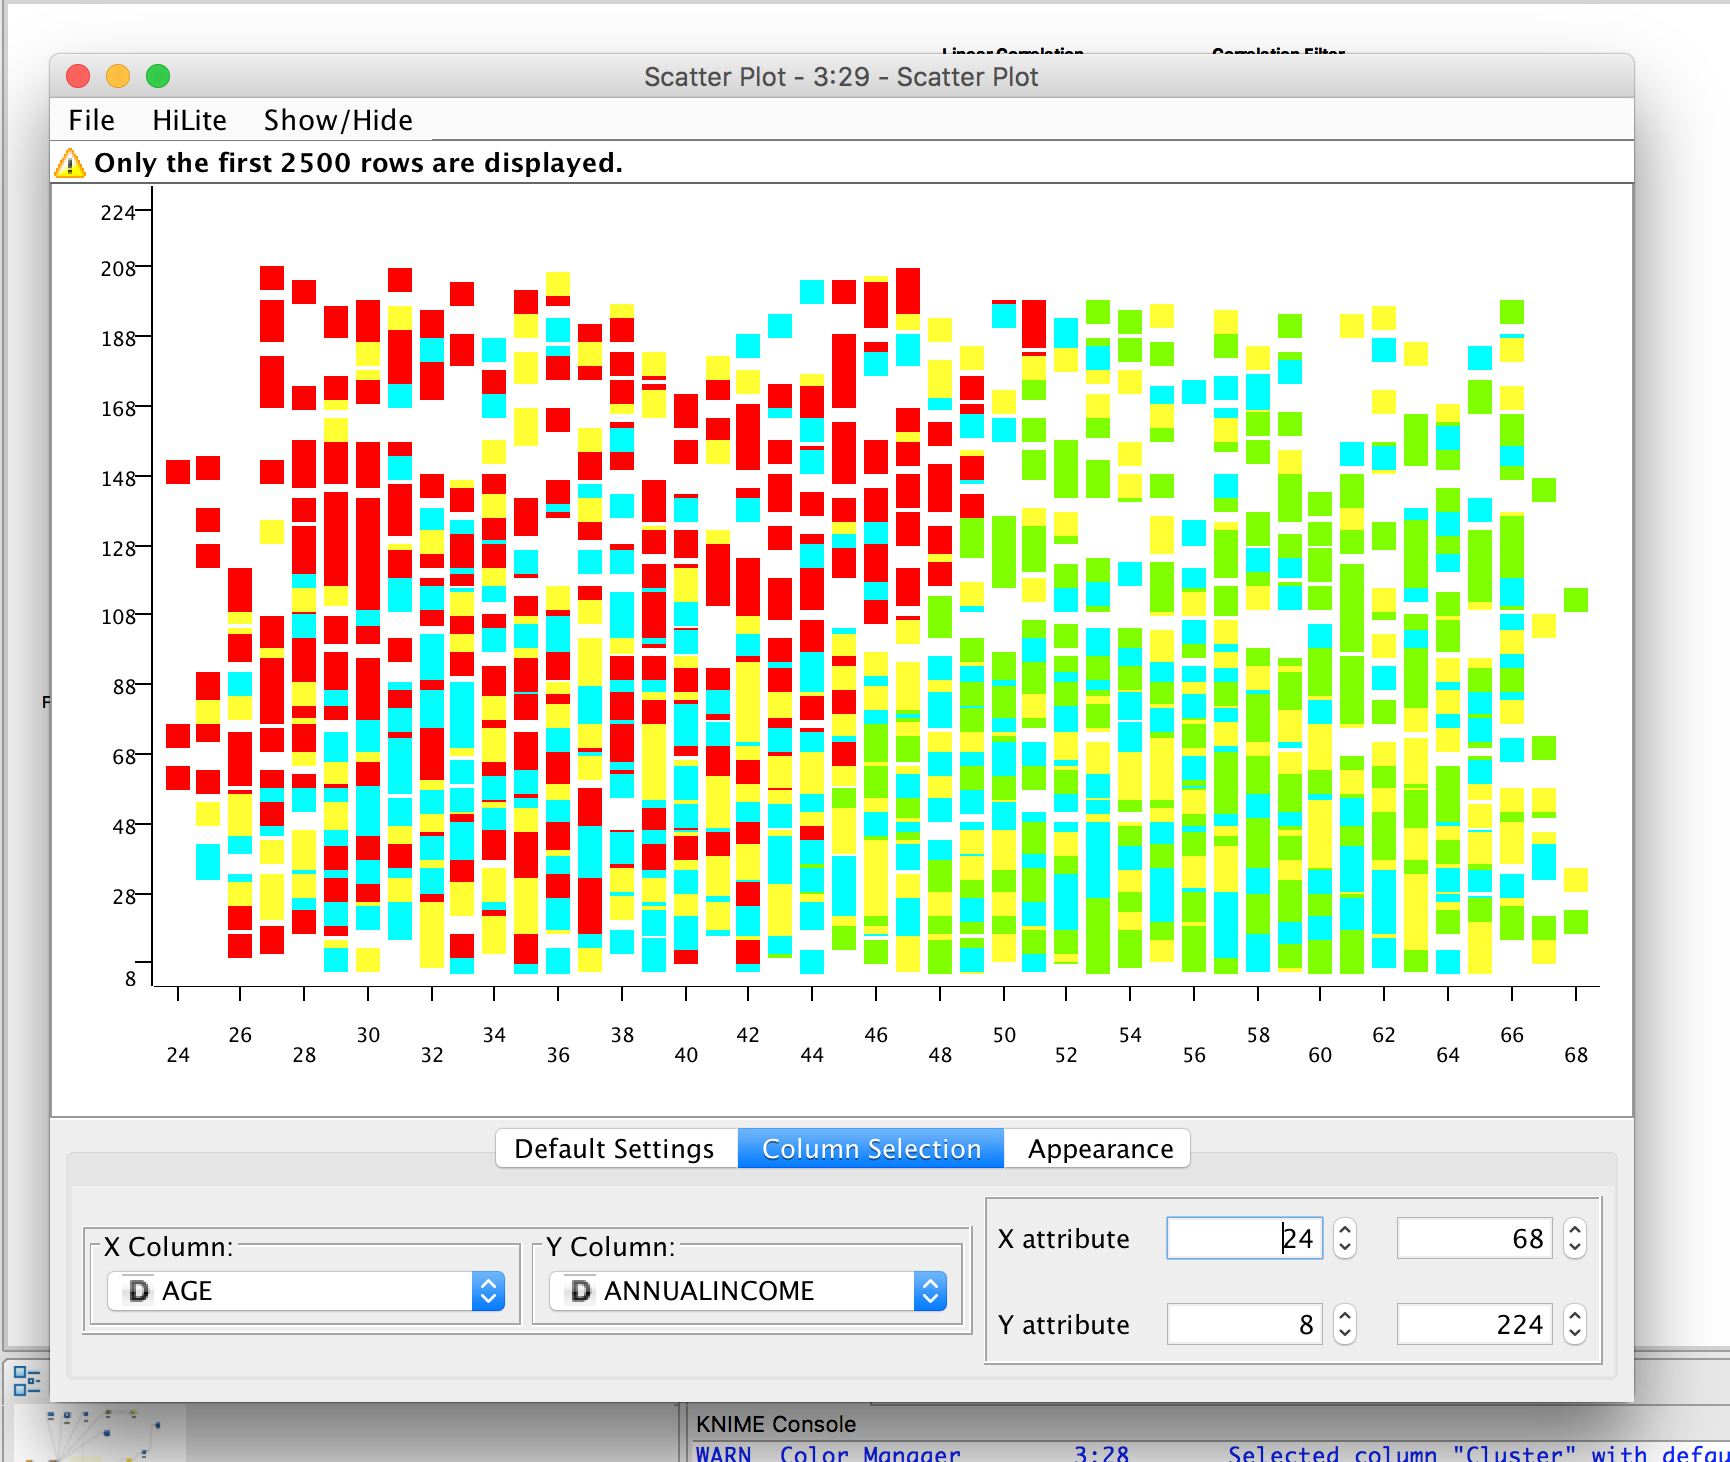 Linear Correlation Correlation Filter
Scatter Plot - 3:29 - Scatter Plot
File HiLite Show/Hide
Only the first 2500 rows are displayed.
224
208
188
168
148
128
108
88
68
48
28
8
26 30 34 38 42 46 50 54 58 62 66
24 28 32 36 40 44 48 52 56 60 64 68
F
Default Settings Column Selection Appearance
X Column: Y Column:
D AGE D ANNUALINCOME
X attribute 24 68
Y attribute 8 224
KNIME Console
WARN Color Manager 3:28 Selected column "Cluster" with defau